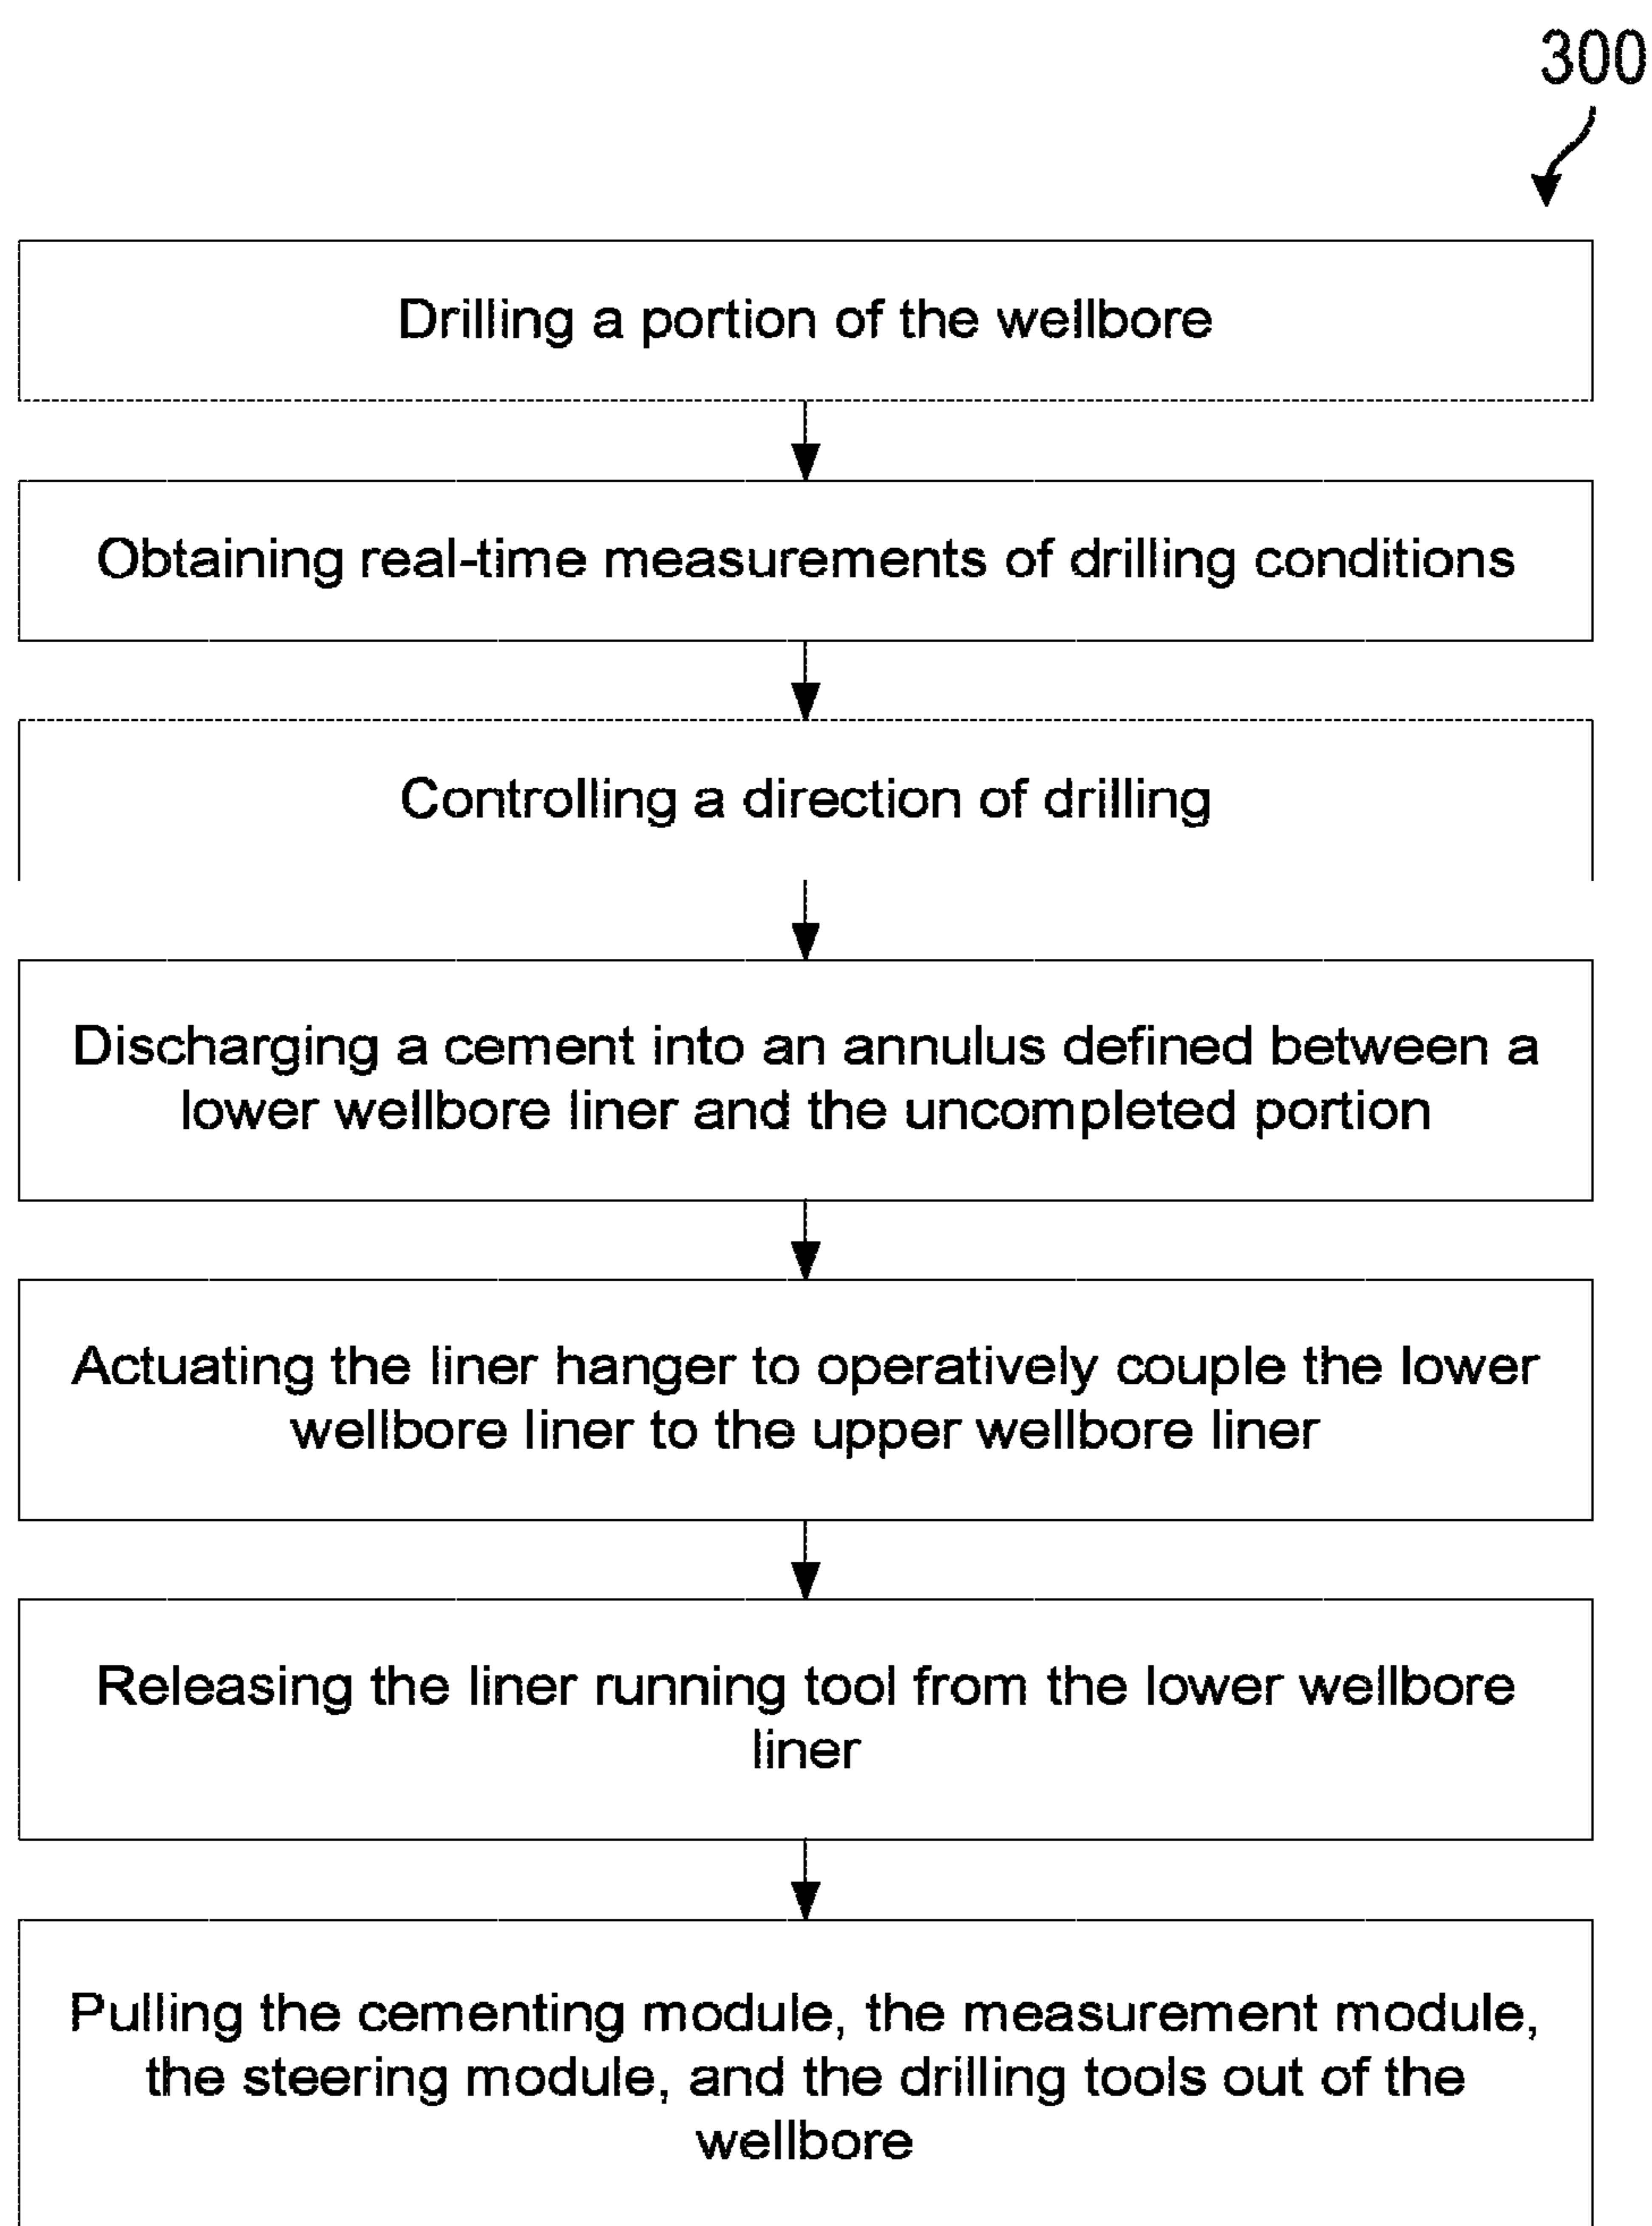 300
Drilling a portion of the wellbore
Obtaining real-time measurements of drilling conditions
Controlling a direction of drilling
Discharging a cement into an annulus defined between a
lower wellbore liner and the uncompleted portion
Actuating the liner hanger to operatively couple the lower
wellbore liner to the upper wellbore liner
Releasing the liner running tool from the lower wellbore
liner
Pulling the cementing module, the measurement module,
the steering module, and the drilling tools out of the
wellbore